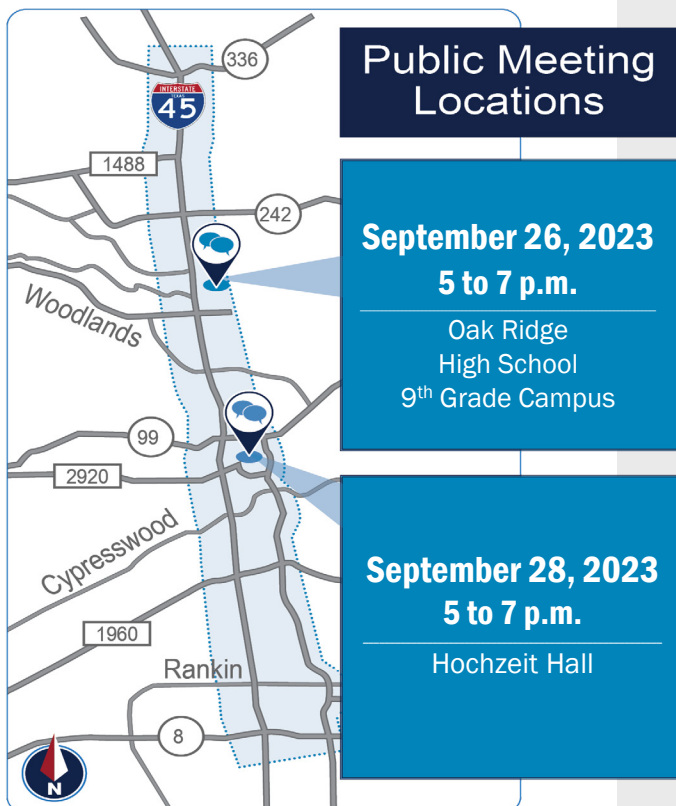 Public Meeting
Locations
336
INTERSTATE
TEXAS
45
1488
242
Woodlands
99
2920
Cypresswood
1960
Rankin
8
N
September 26, 2023
5 to 7 p.m.
Oak Ridge
High School
9th Grade Campus
September 28, 2023
5 to 7 p.m.
Hochzeit Hall